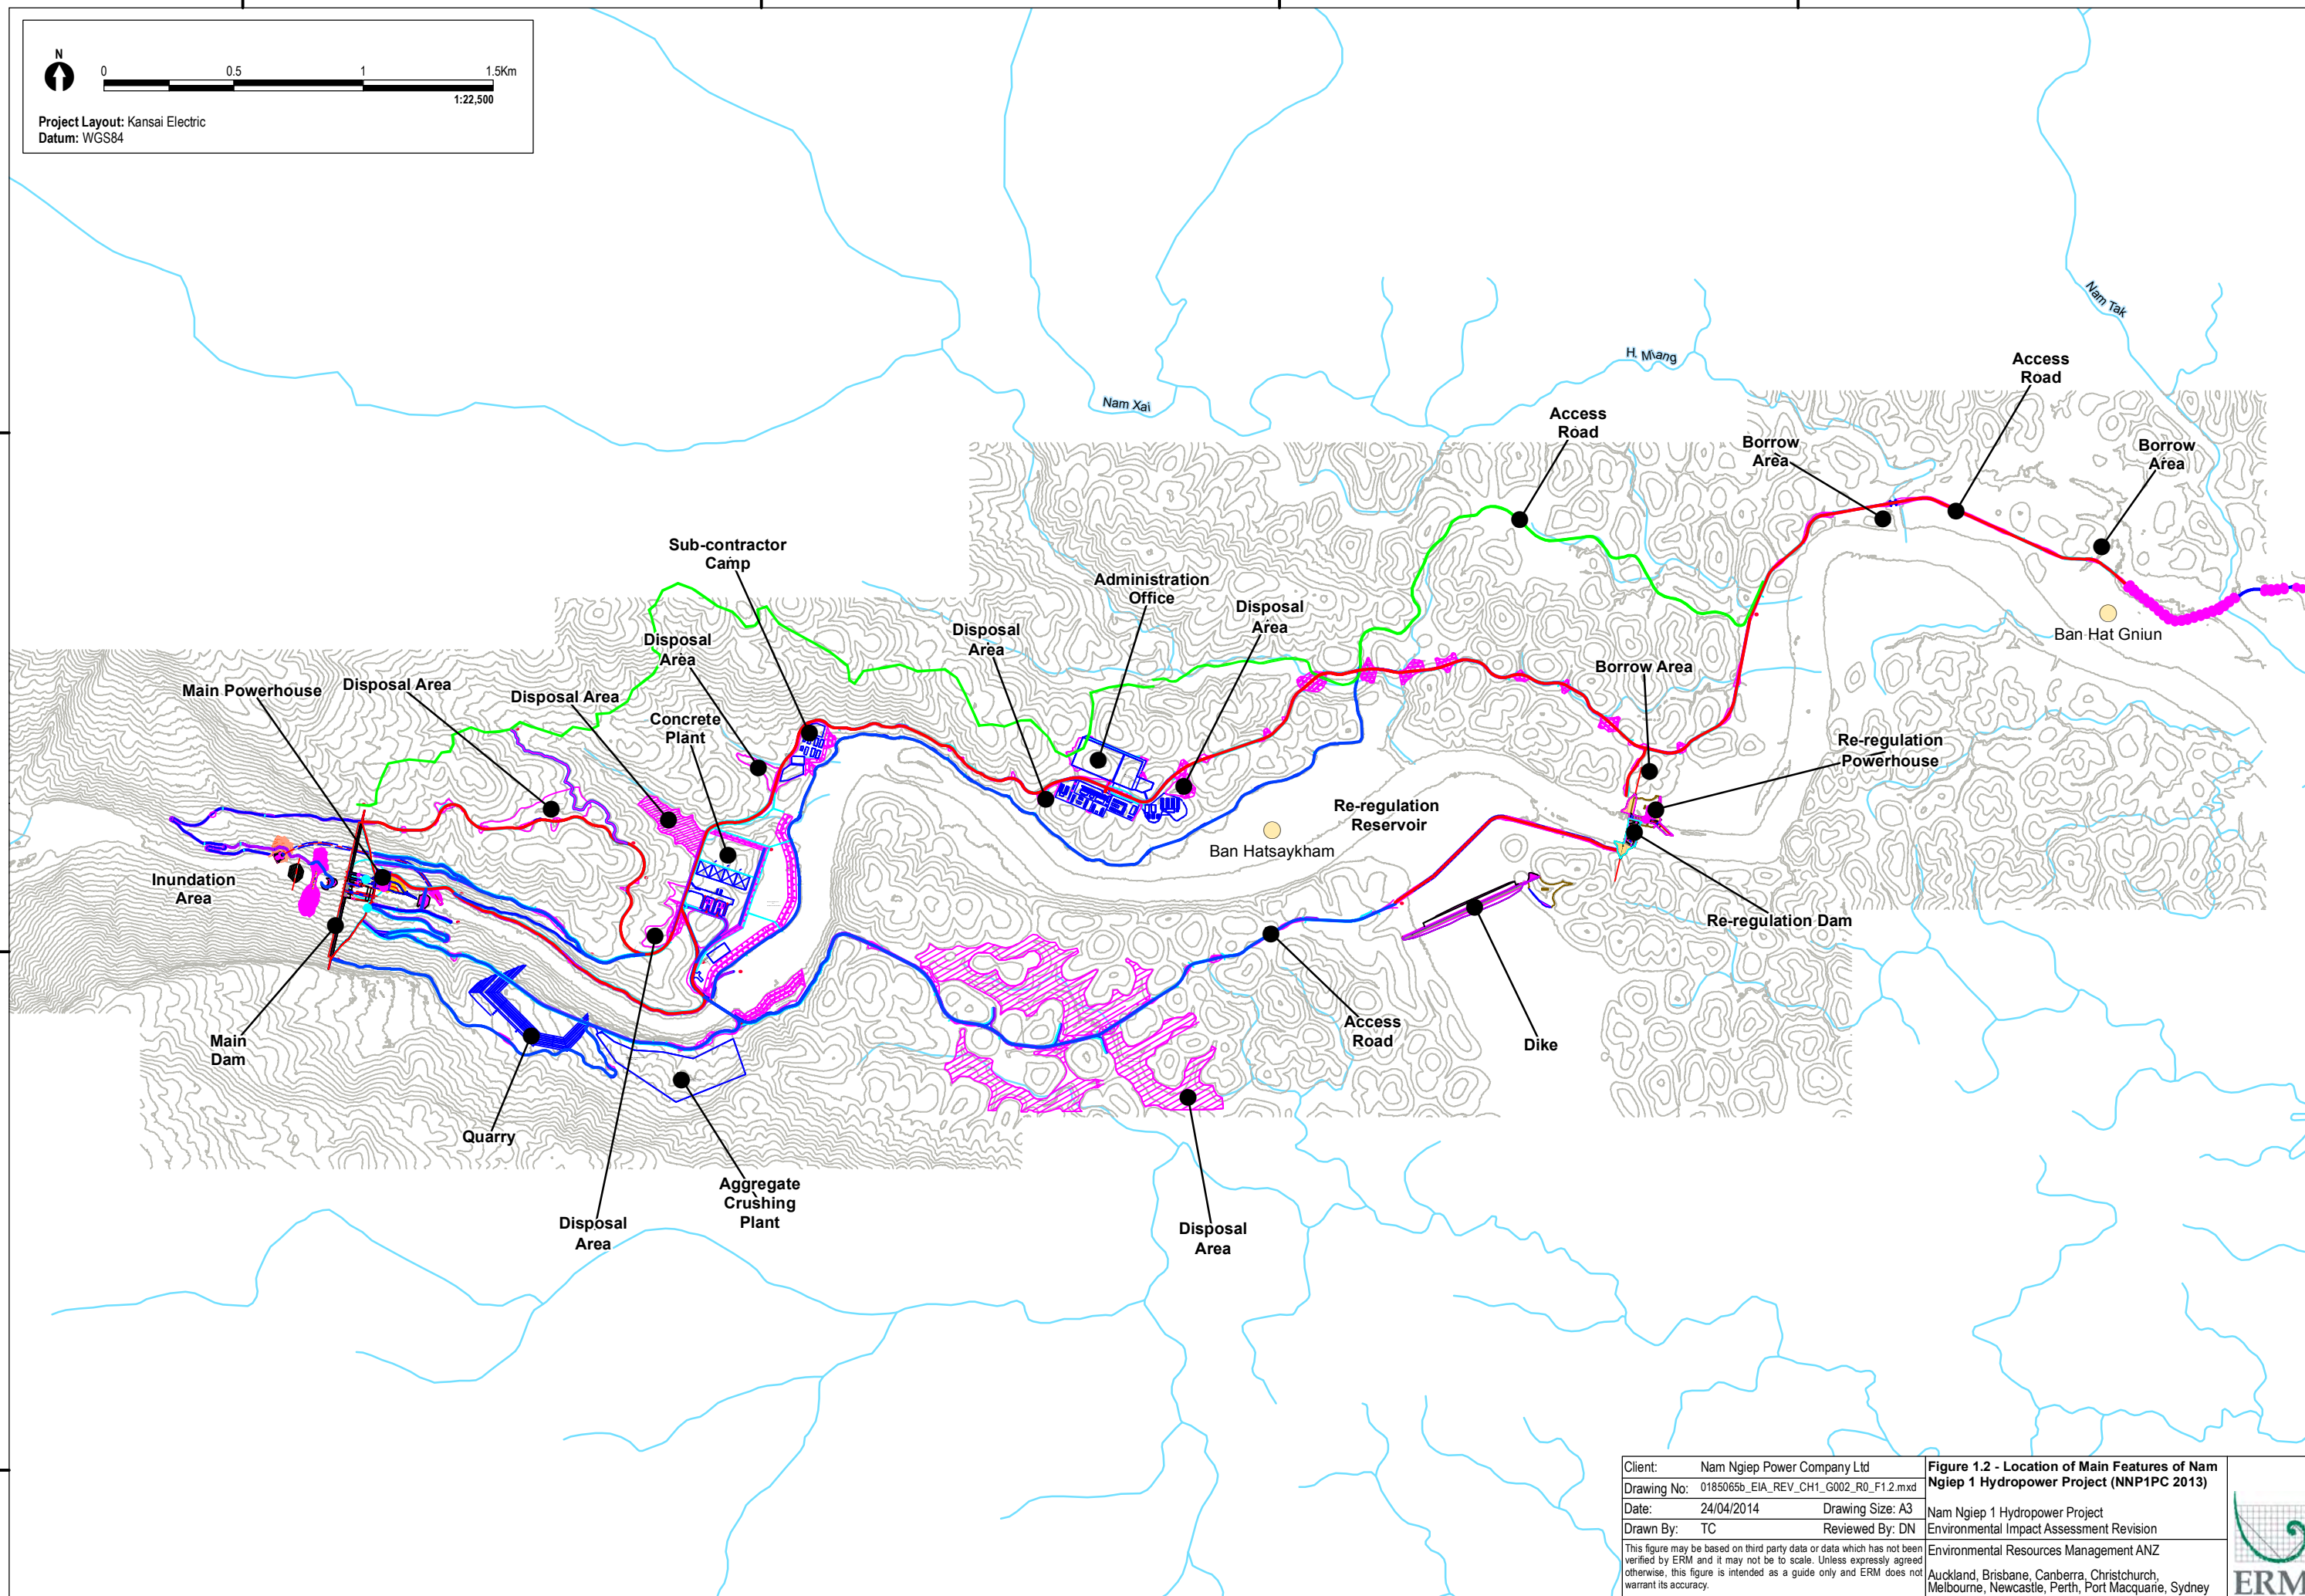 N
0 0.5 1 1.5Km
1:22,500
Project Layout: Kansai Electric
Datum: WGS84
Nam Tak
H. Miang
Nam Xai
Access
Road
Access
Road
Borrow
Area
Borrow
Area
Sub-contractor
Camp
Administration
Office
Disposal
Area
Disposal
Area
Disposal
Area
Ban Hat Gniun
Borrow Area
Main Powerhouse
Disposal Area
Disposal Area
Concrete
Plant
Re-regulation
Powerhouse
Re-regulation
Reservoir
Ban Hatsaykham
Inundation
Area
Re-regulation Dam
Main
Dam
Access
Road
Dike
Quarry
Aggregate
Crushing
Plant
Disposal
Area
Disposal
Area
Client: Nam Ngiep Power Company Ltd
Drawing No: 0185065b_EIA_REV_CH1_G002_R0_F1.2.mxd
Date: 24/04/2014 Drawing Size: A3
Drawn By: TC Reviewed By: DN
This figure may be based on third party data or data which has not been
verified by ERM and it may not be to scale. Unless expressly agreed
otherwise, this figure is intended as a guide only and ERM does not
warrant its accuracy.
Figure 1.2 - Location of Main Features of Nam
Ngiep 1 Hydropower Project (NNP1PC 2013)
Nam Ngiep 1 Hydropower Project
Environmental Impact Assessment Revision
Environmental Resources Management ANZ
Auckland, Brisbane, Canberra, Christchurch,
Melbourne, Newcastle, Perth, Port Macquarie, Sydney
ERM